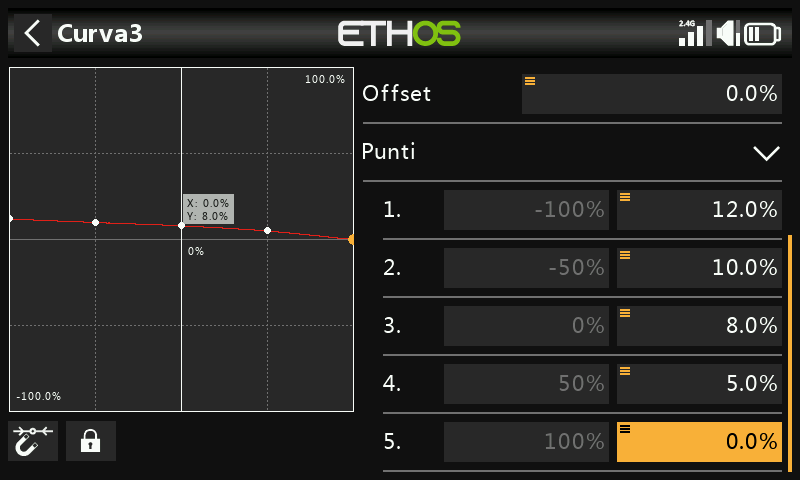 Curva3
ETHOS
2.4G
100.0%
X: 0.0%
Y: 8.0%
0%
-100.0%
Offset 0.0%
Punti
1. -100% 12.0%
2. -50% 10.0%
3. 0% 8.0%
4. 50% 5.0%
5. 100% 0.0%